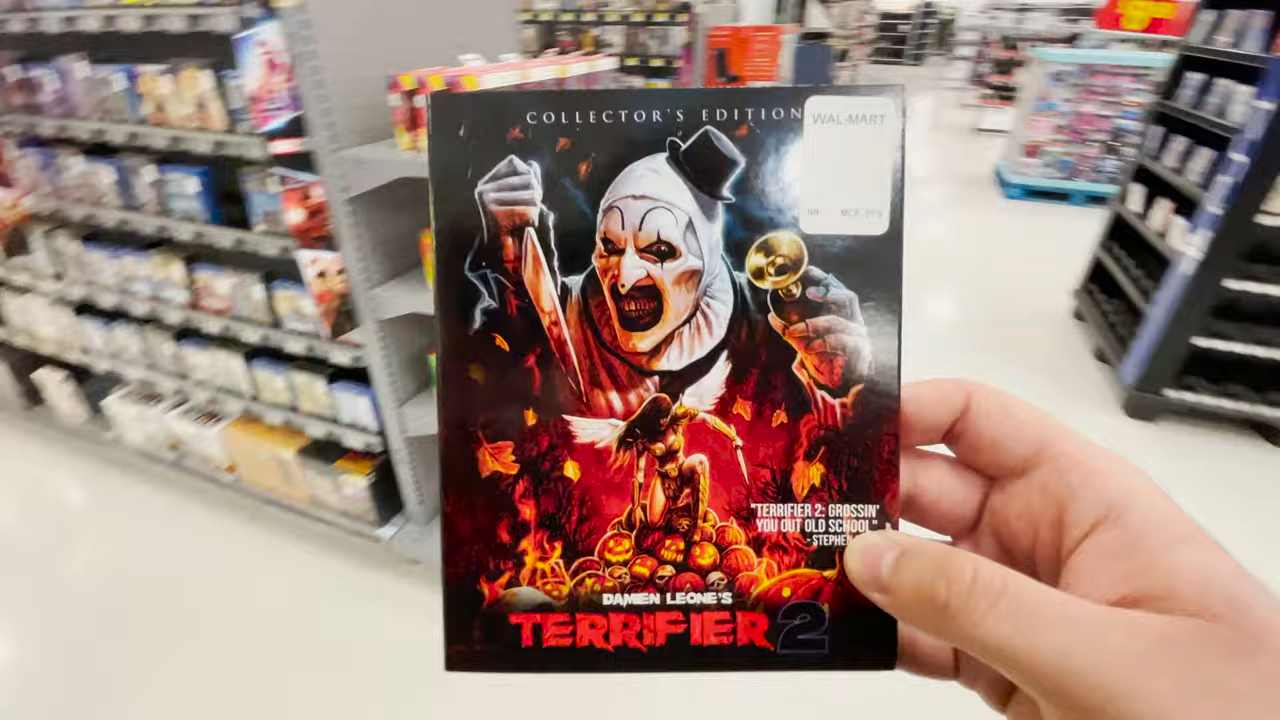 COLLECTOR'S EDITION
WAL-MART
"TERRIFIER 2: GROSSIN'
YOU OUT OLD SCHOOL"
- STEPHEN
DAMIEN LEONE'S
TERRIFIER 2